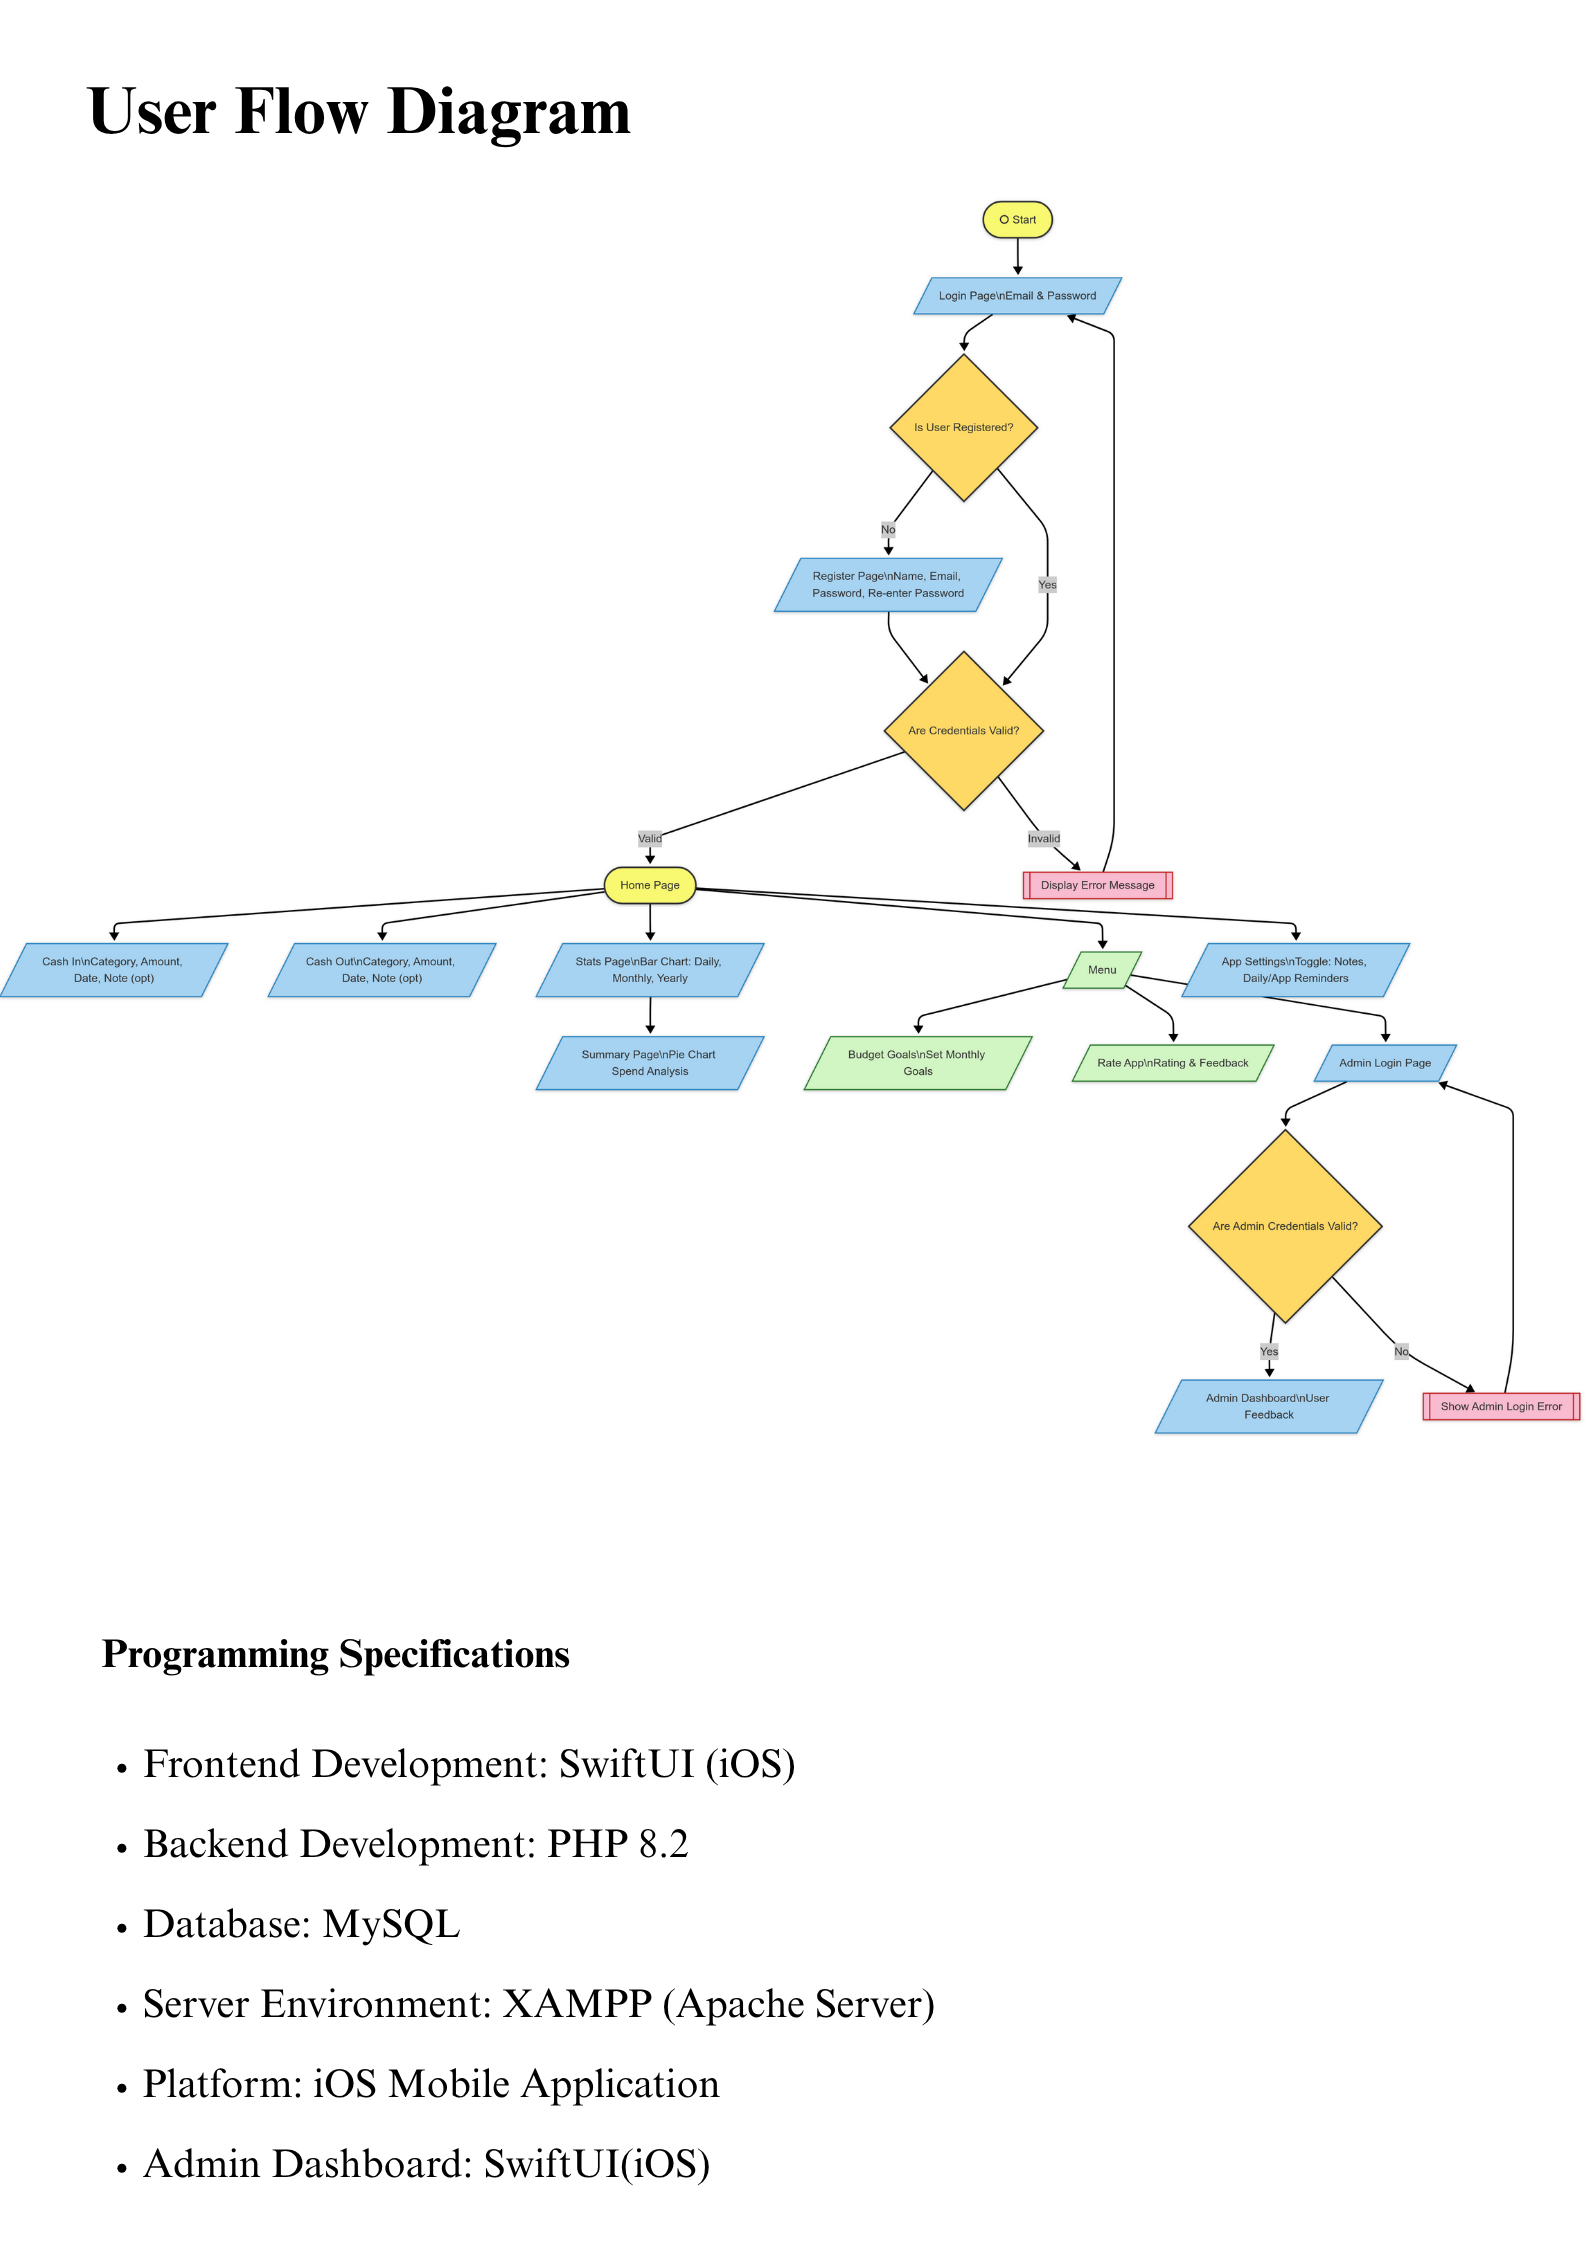 User Flow Diagram
Start
Login Page\nEmail & Password
Is User Registered?
No
Yes
Register Page\nName, Email,
Password, Re-enter Password
Are Credentials Valid?
Valid
Invalid
Home Page
Display Error Message
Cash In\nCategory, Amount,
Date, Note (opt)
Cash Out\nCategory, Amount,
Date, Note (opt)
Stats Page\nBar Chart: Daily,
Monthly, Yearly
Menu
App Settings\nToggle: Notes,
Daily/App Reminders
Summary Page\nPie Chart
Spend Analysis
Budget Goals\nSet Monthly
Goals
Rate App\nRating & Feedback
Admin Login Page
Are Admin Credentials Valid?
Yes
No
Admin Dashboard\nUser
Feedback
Show Admin Login Error
Programming Specifications
• Frontend Development: SwiftUI (iOS)
• Backend Development: PHP 8.2
• Database: MySQL
• Server Environment: XAMPP (Apache Server)
• Platform: iOS Mobile Application
• Admin Dashboard: SwiftUI(iOS)